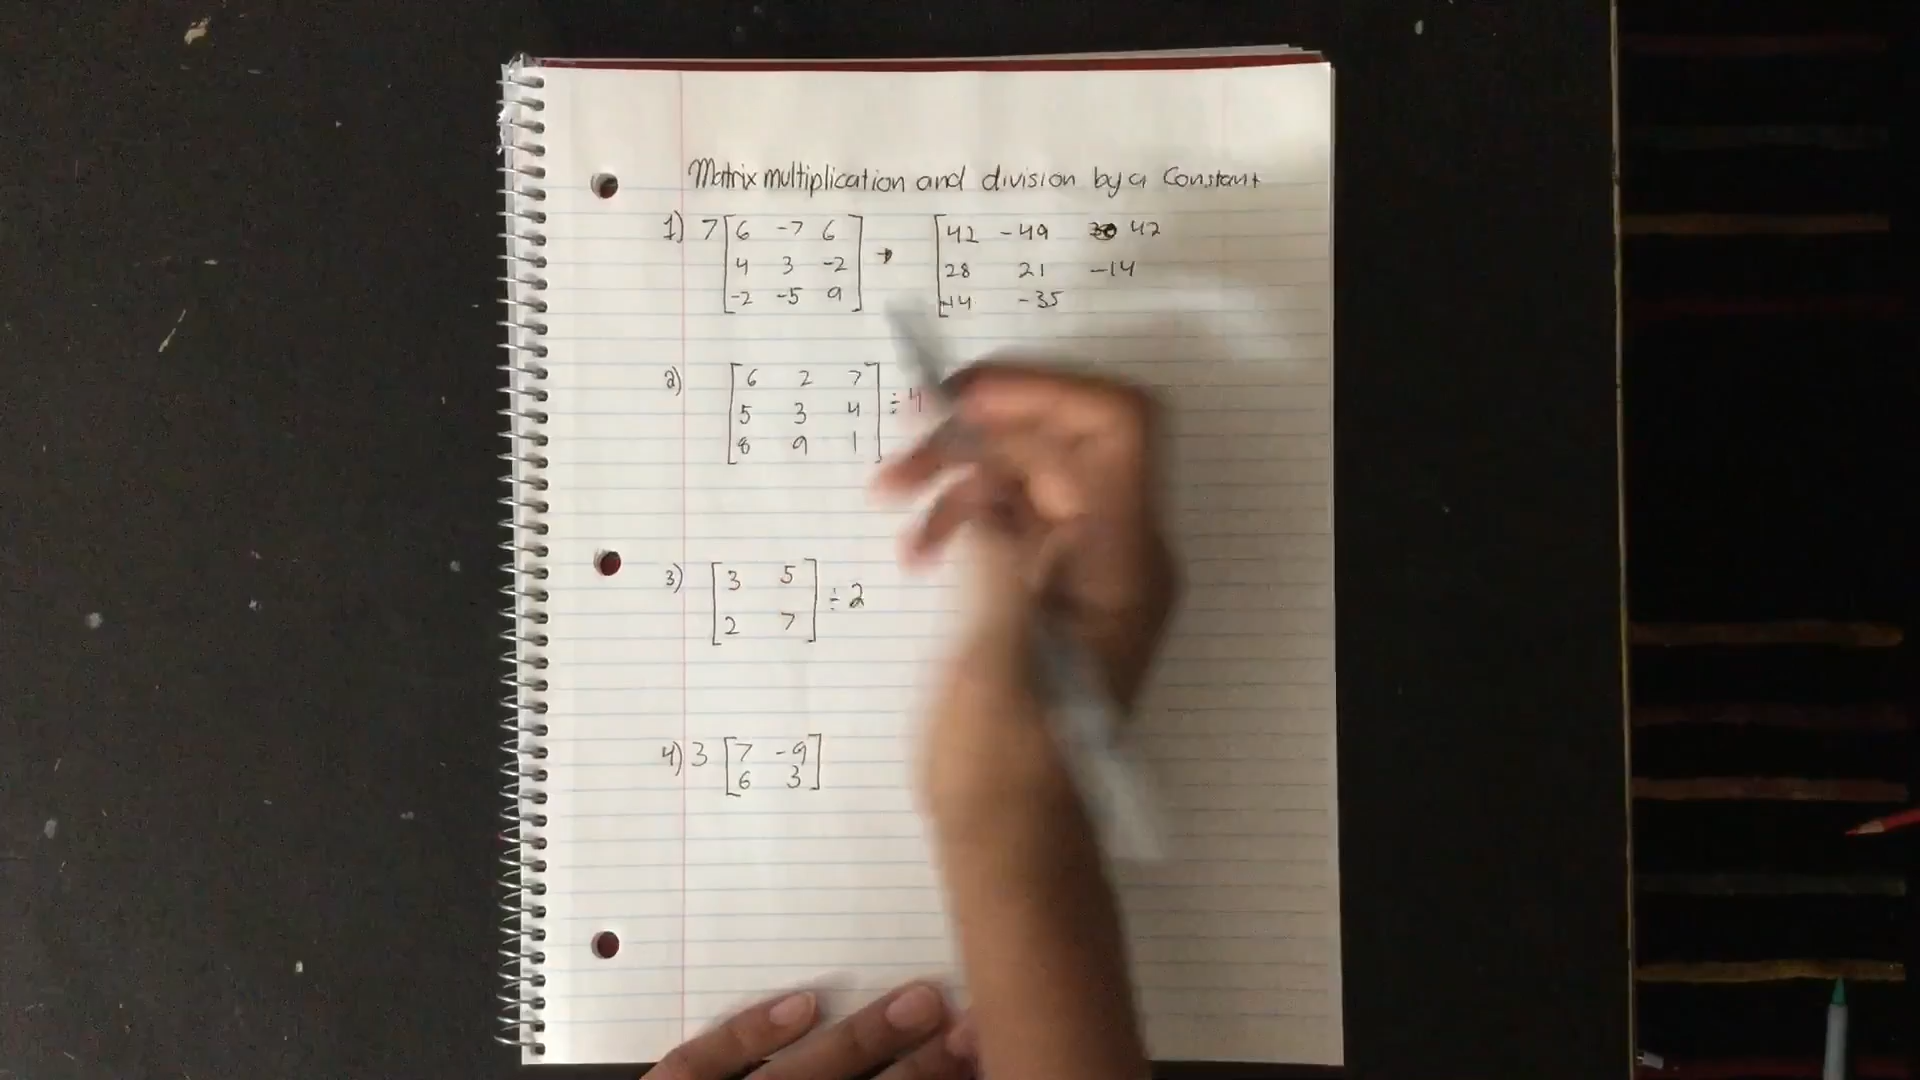 Matrix multiplication and division by a Constant
1) 7 [6 -7 6] → [42 -49 42
4 3 -2 28 21 -14
-2 -5 9 -14 -35
2) [6 2 7] ÷ 4
5 3 4
8 9 1
3) [3 5] ÷ 2
2 7
4) 3 [7 -9]
6 3